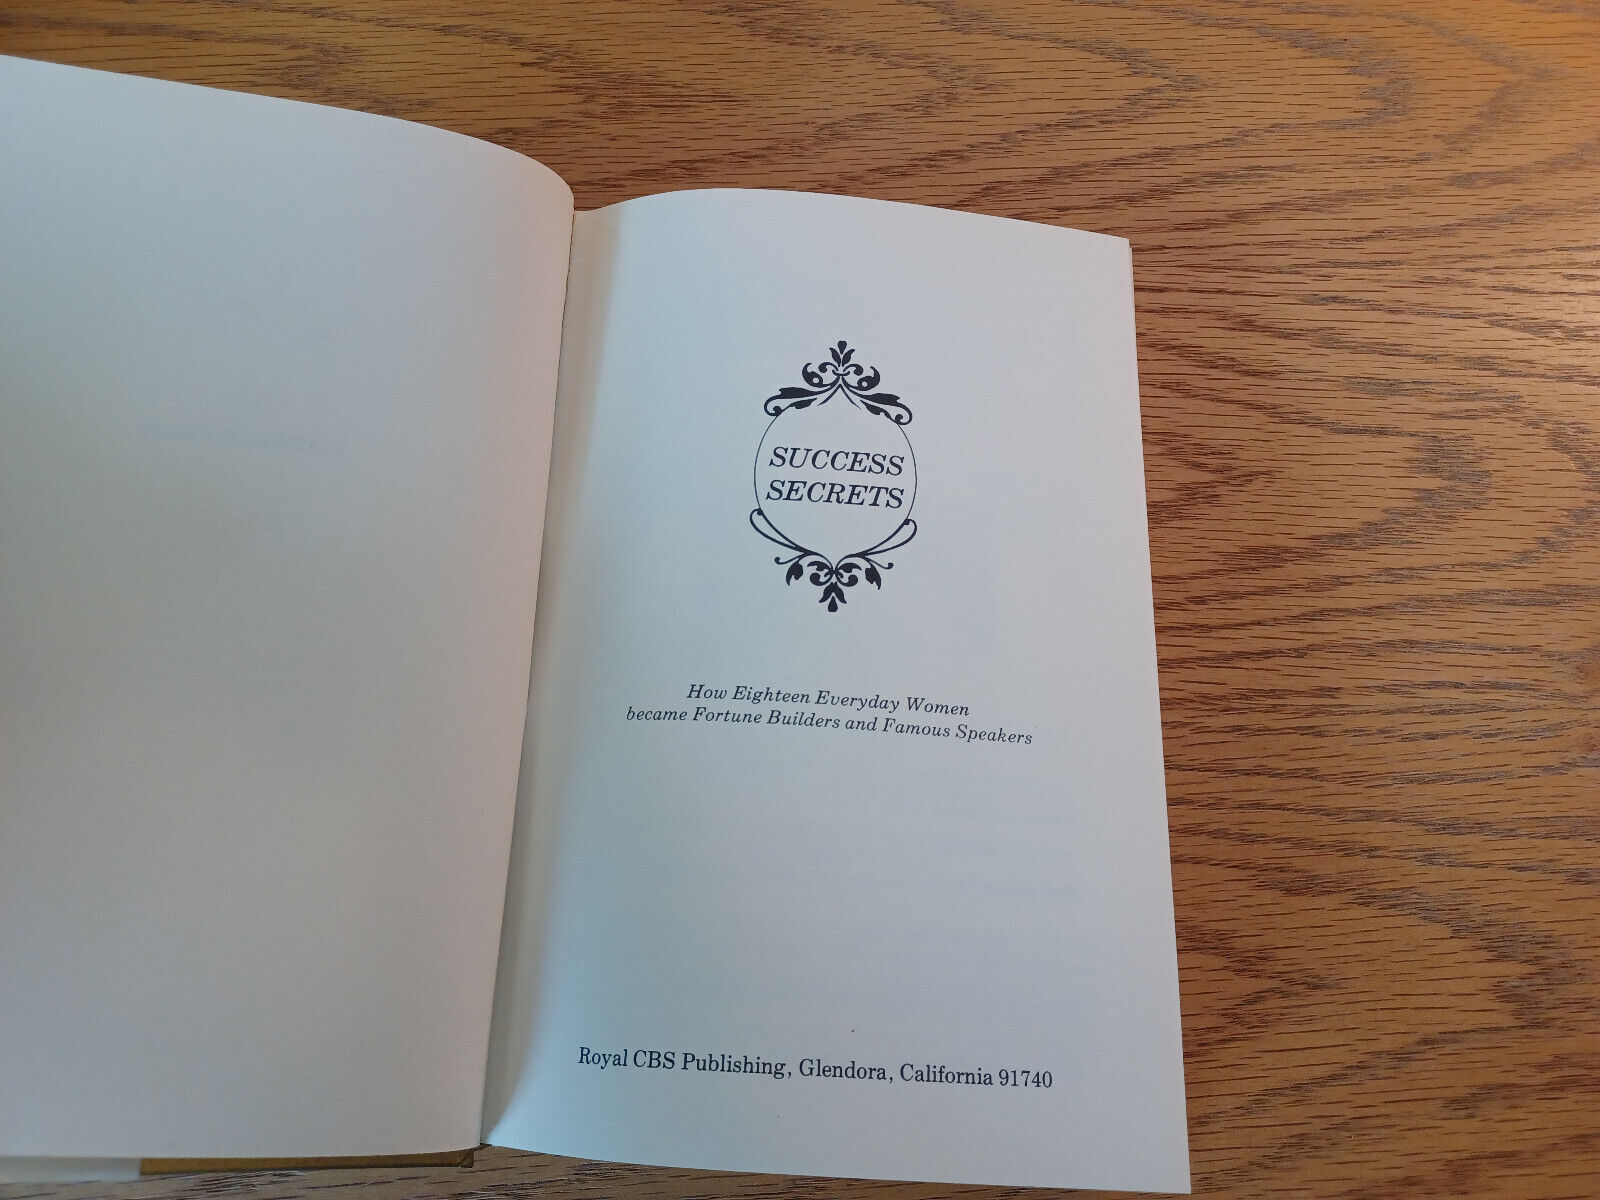 SUCCESS
SECRETS
How Eighteen Everyday Women
became Fortune Builders and Famous Speakers
Royal CBS Publishing, Glendora, California 91740